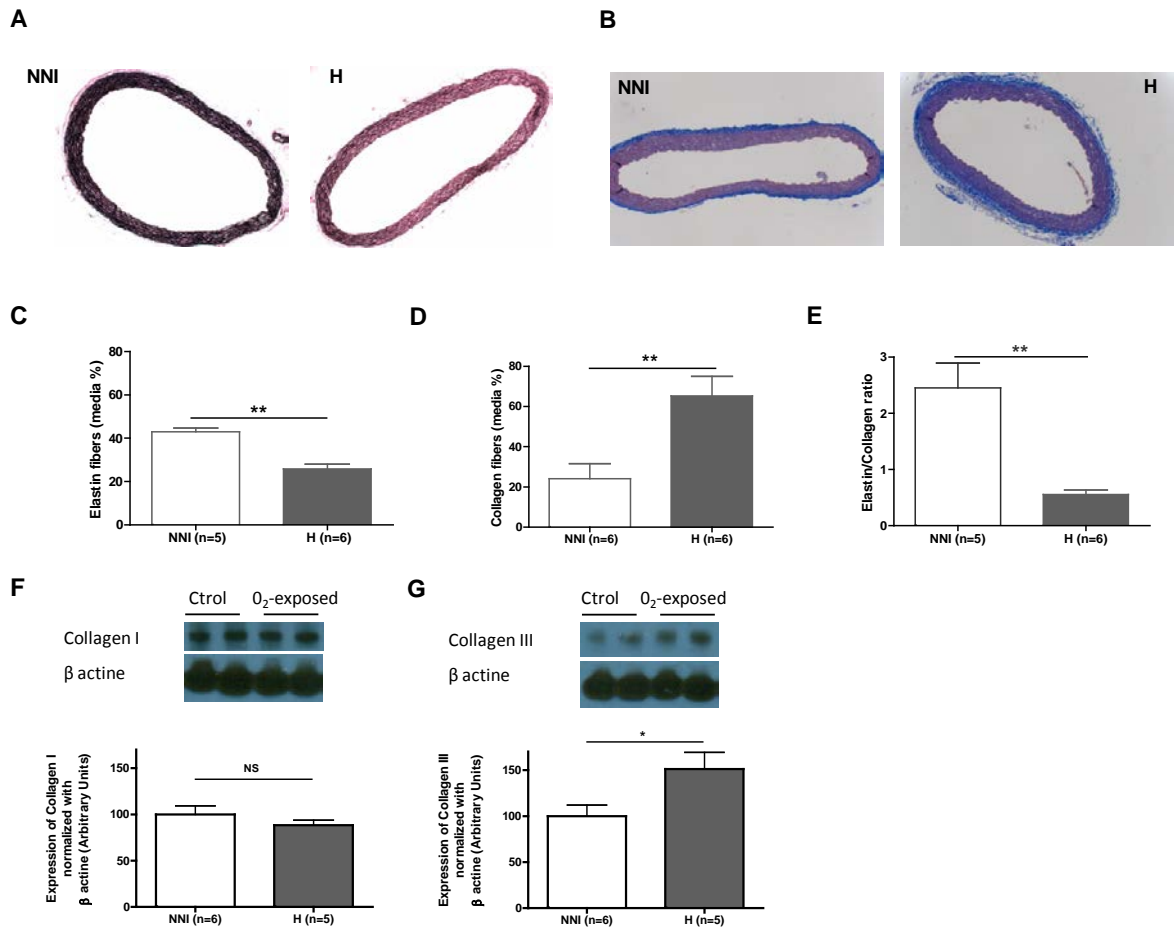 A
B
NNI
H
NNI
H
C
D
E
Elastin fibers (media %)
80
60
40
20
0
**
NNI (n=5)
H (n=6)
Collagen fibers (media %)
80
60
40
20
0
**
NNI (n=6)
H (n=6)
Elastin/Collagen ratio
3
2
1
0
**
NNI (n=5)
H (n=6)
F
G
Ctrol
0₂-exposed
Collagen I
β actine
Ctrol
0₂-exposed
Collagen III
β actine
Expression of Collagen I
normalized with
β actine (Arbitrary Units)
150
100
50
0
NS
NNI (n=6)
H (n=5)
Expression of Collagen III
normalized with
β actine (Arbitrary Units)
150
100
50
0
*
NNI (n=6)
H (n=5)